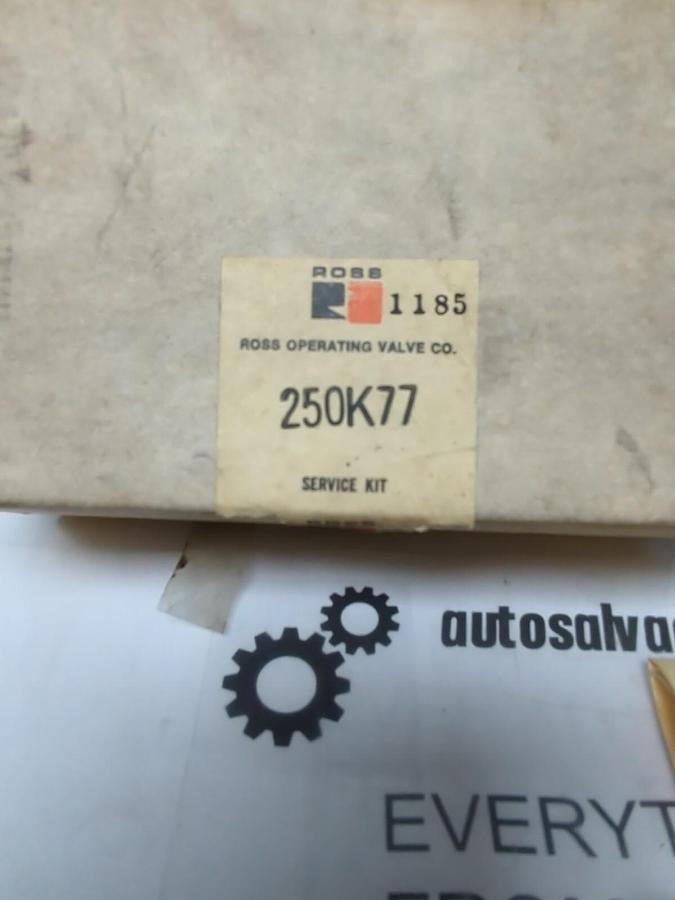 ROSS
1185
ROSS OPERATING VALVE CO.
250K77
SERVICE KIT
autosalva
EVERYT